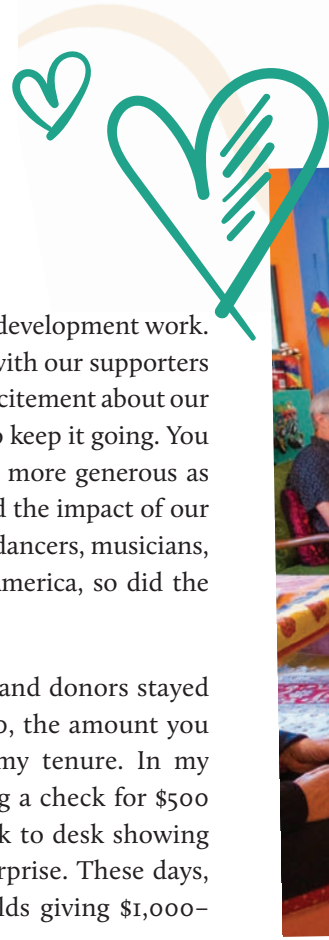 development work.
with our supporters
citement about our
o keep it going. You
more generous as
d the impact of our
dancers, musicians,
merica, so did the
and donors stayed
o, the amount you
my tenure. In my
g a check for $500
k to desk showing
rprise. These days,
lds giving $1,000–